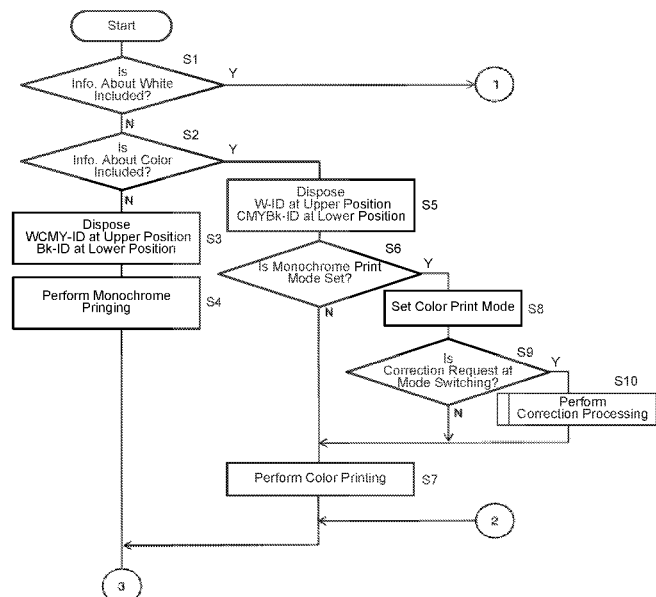 Start
S1
Is
Info. About White
Included?
Y
1
N
S2
Is
Info. About Color
Included?
Y
N
Dispose
W-ID at Upper Position
CMYBk-ID at Lower Position
S5
Dispose
WCMY-ID at Upper Position
Bk-ID at Lower Position
S3
S6
Is Monochrome Print
Mode Set?
Y
N
Perform Monochrome
Pringing
S4
Set Color Print Mode
S8
S9
Is
Correction Request at
Mode Switching?
Y
N
S10
Perform
Correction Processing
Perform Color Printing
S7
2
3